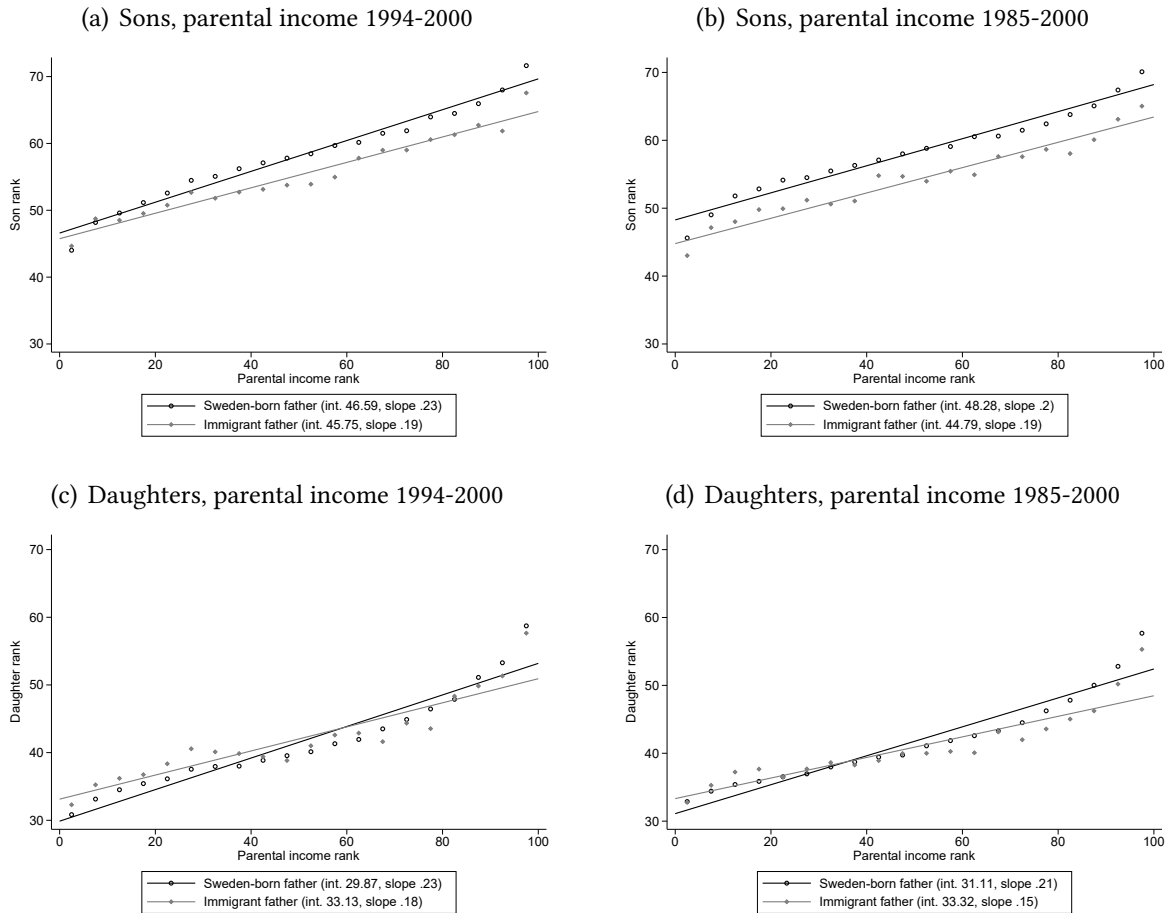 (a) Sons, parental income 1994-2000
70
60
50
40
30
Son rank
0 20 40 60 80 100
Parental income rank
Sweden-born father (int. 46.59, slope .23)
Immigrant father (int. 45.75, slope .19)
(b) Sons, parental income 1985-2000
70
60
50
40
30
Son rank
0 20 40 60 80 100
Parental income rank
Sweden-born father (int. 48.28, slope .2)
Immigrant father (int. 44.79, slope .19)
(c) Daughters, parental income 1994-2000
70
60
50
40
30
Daughter rank
0 20 40 60 80 100
Parental income rank
Sweden-born father (int. 29.87, slope .23)
Immigrant father (int. 33.13, slope .18)
(d) Daughters, parental income 1985-2000
70
60
50
40
30
Daughter rank
0 20 40 60 80 100
Parental income rank
Sweden-born father (int. 31.11, slope .21)
Immigrant father (int. 33.32, slope .15)